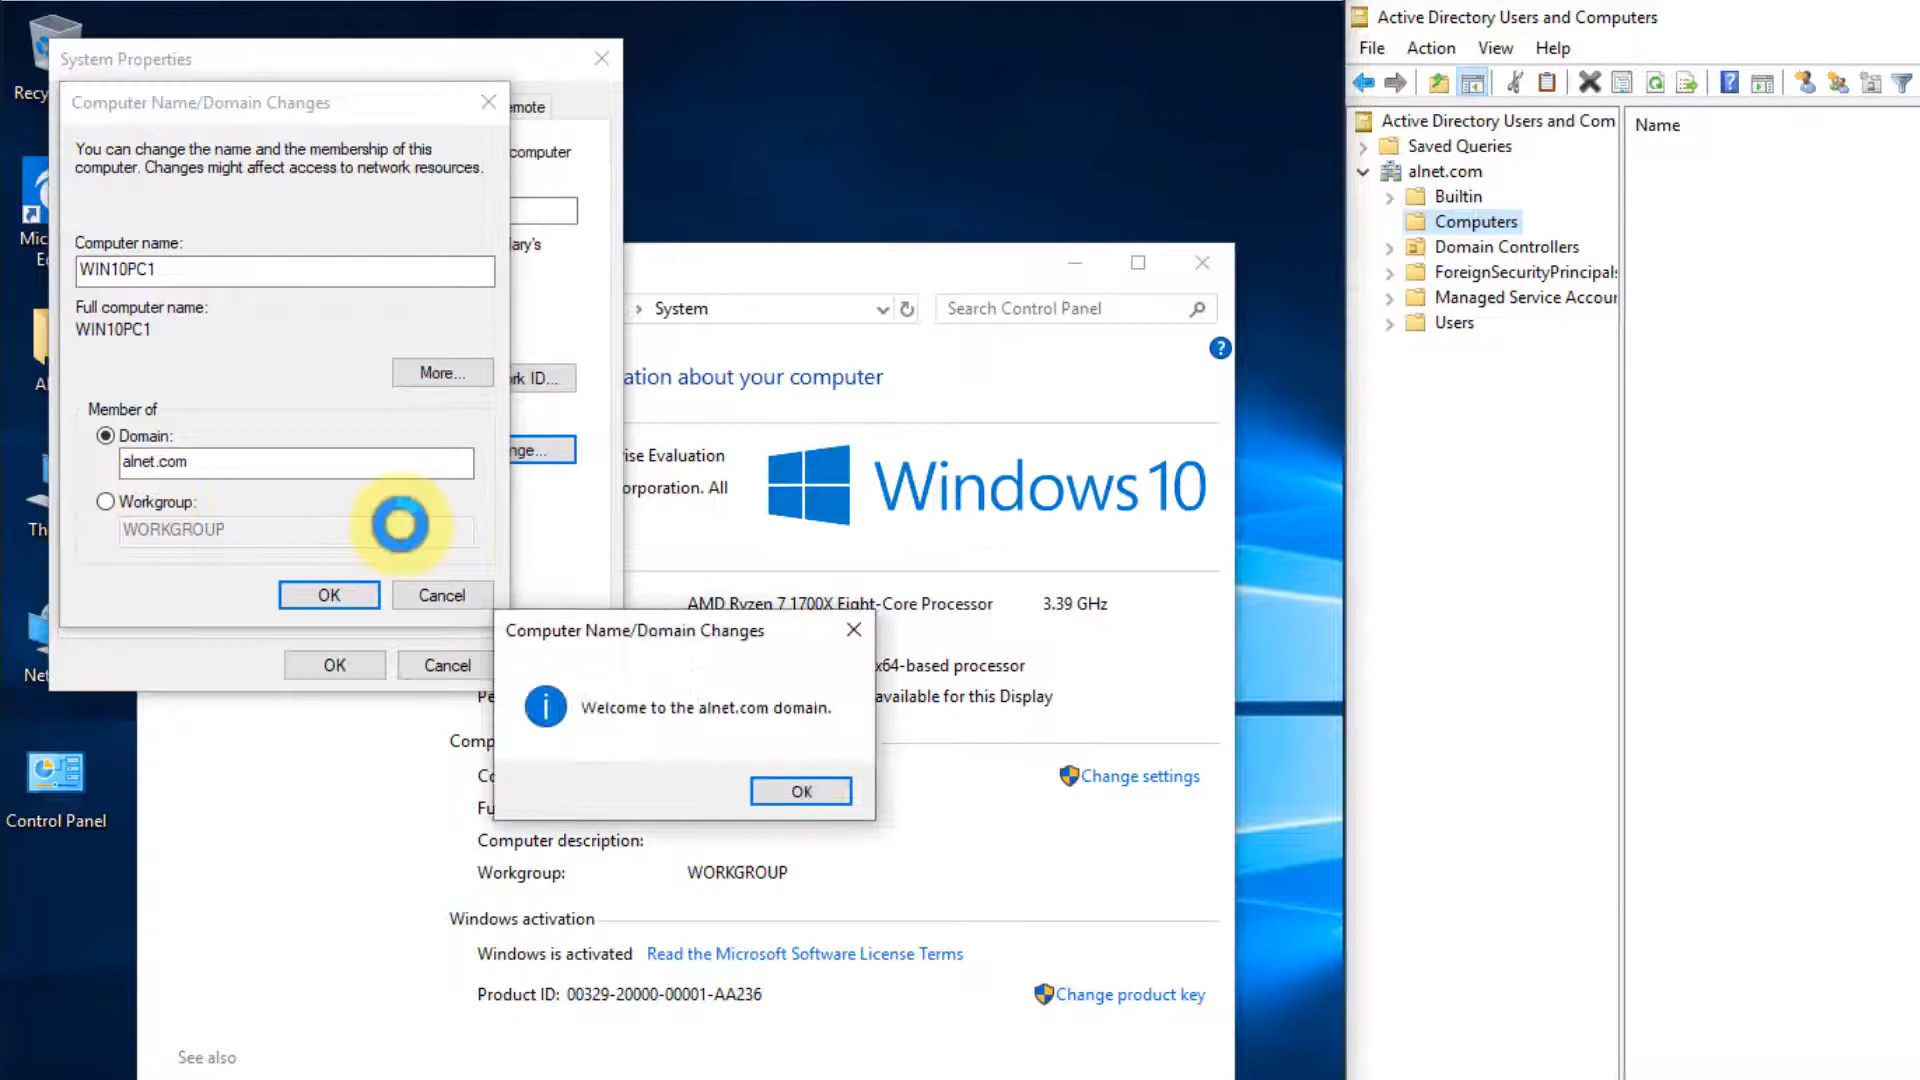 Recy
Mic
E
A
Th
Net
Control Panel
System Properties
emote
computer
ary's
rk ID...
nge...
OK
Cancel
Computer Name/Domain Changes
You can change the name and the membership of this
computer. Changes might affect access to network resources.
Computer name:
WIN10PC1
Full computer name:
WIN10PC1
More...
Member of
Domain:
alnet.com
Workgroup:
WORKGROUP
OK
Cancel
Computer Name/Domain Changes
Welcome to the alnet.com domain.
OK
System
Search Control Panel
ation about your computer
ise Evaluation
orporation. All
Windows 10
AMD Ryzen 7 1700X Eight-Core Processor 3.39 GHz
x64-based processor
Pe
available for this Display
Comp
Co
Change settings
Fu
Computer description:
Workgroup: WORKGROUP
Windows activation
Windows is activated Read the Microsoft Software License Terms
Product ID: 00329-20000-00001-AA236
Change product key
See also
Active Directory Users and Computers
File Action View Help
Active Directory Users and Com
Saved Queries
alnet.com
Builtin
Computers
Domain Controllers
ForeignSecurityPrincipals
Managed Service Accour
Users
Name